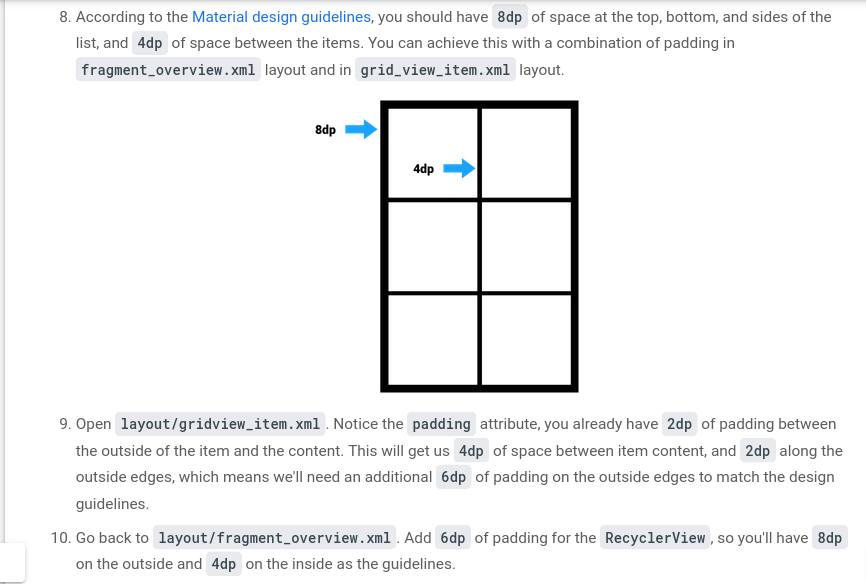 8. According to the Material design guidelines, you should have 8dp of space at the top, bottom, and sides of the
list, and 4dp of space between the items. You can achieve this with a combination of padding in
fragment_overview.xml layout and in grid_view_item.xml layout.
8dp
4dp
9. Open layout/gridview_item.xml. Notice the padding attribute, you already have 2dp of padding between
the outside of the item and the content. This will get us 4dp of space between item content, and 2dp along the
outside edges, which means we'll need an additional 6dp of padding on the outside edges to match the design
guidelines.
10. Go back to layout/fragment_overview.xml. Add 6dp of padding for the RecyclerView, so you'll have 8dp
on the outside and 4dp on the inside as the guidelines.